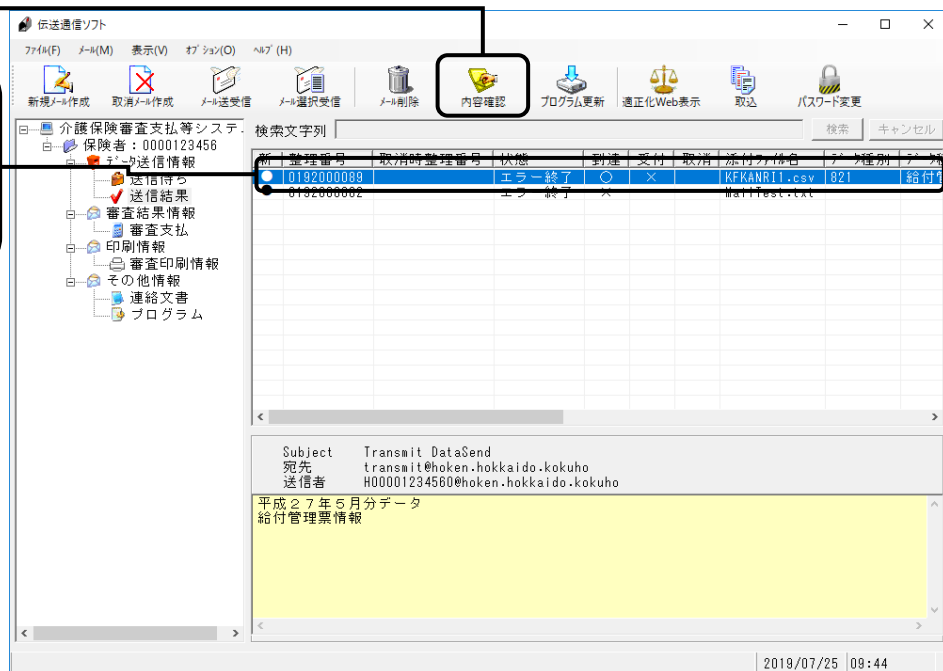 伝送通信ソフト
ﾌｧｲﾙ(F) ﾒｰﾙ(M) 表示(V) ｵﾌﾟｼｮﾝ(O) ﾍﾙﾌﾟ(H)
新規ﾒｰﾙ作成 取消ﾒｰﾙ作成 ﾒｰﾙ送受信 ﾒｰﾙ選択受信 ﾒｰﾙ削除 内容確認 ﾌﾟﾛｸﾞﾗﾑ更新 適正化Web表示 取込 ﾊﾟｽﾜｰﾄﾞ変更
介護保険審査支払等システ
保険者：0000123456
ﾃﾞｰﾀ送信情報
送信待ち
送信結果
審査結果情報
審査支払
印刷情報
審査印刷情報
その他情報
連絡文書
プログラム
検索文字列 検索 キャンセル
新 整理番号 取消時整理番号 状態 到達 受付 取消 添付ﾌｧｲﾙ名 ﾃﾞｰﾀ種別
0192000089 エラー終了 ○ × KFKANRI1.csv 821 給付
0192000082 エラー終了 × MailTest.txt
Subject Transmit DataSend
宛先 transmit@hoken.hokkaido.kokuho
送信者 H00001234560@hoken.hokkaido.kokuho
平成２７年５月分データ
給付管理票情報
2019/07/25 09:44